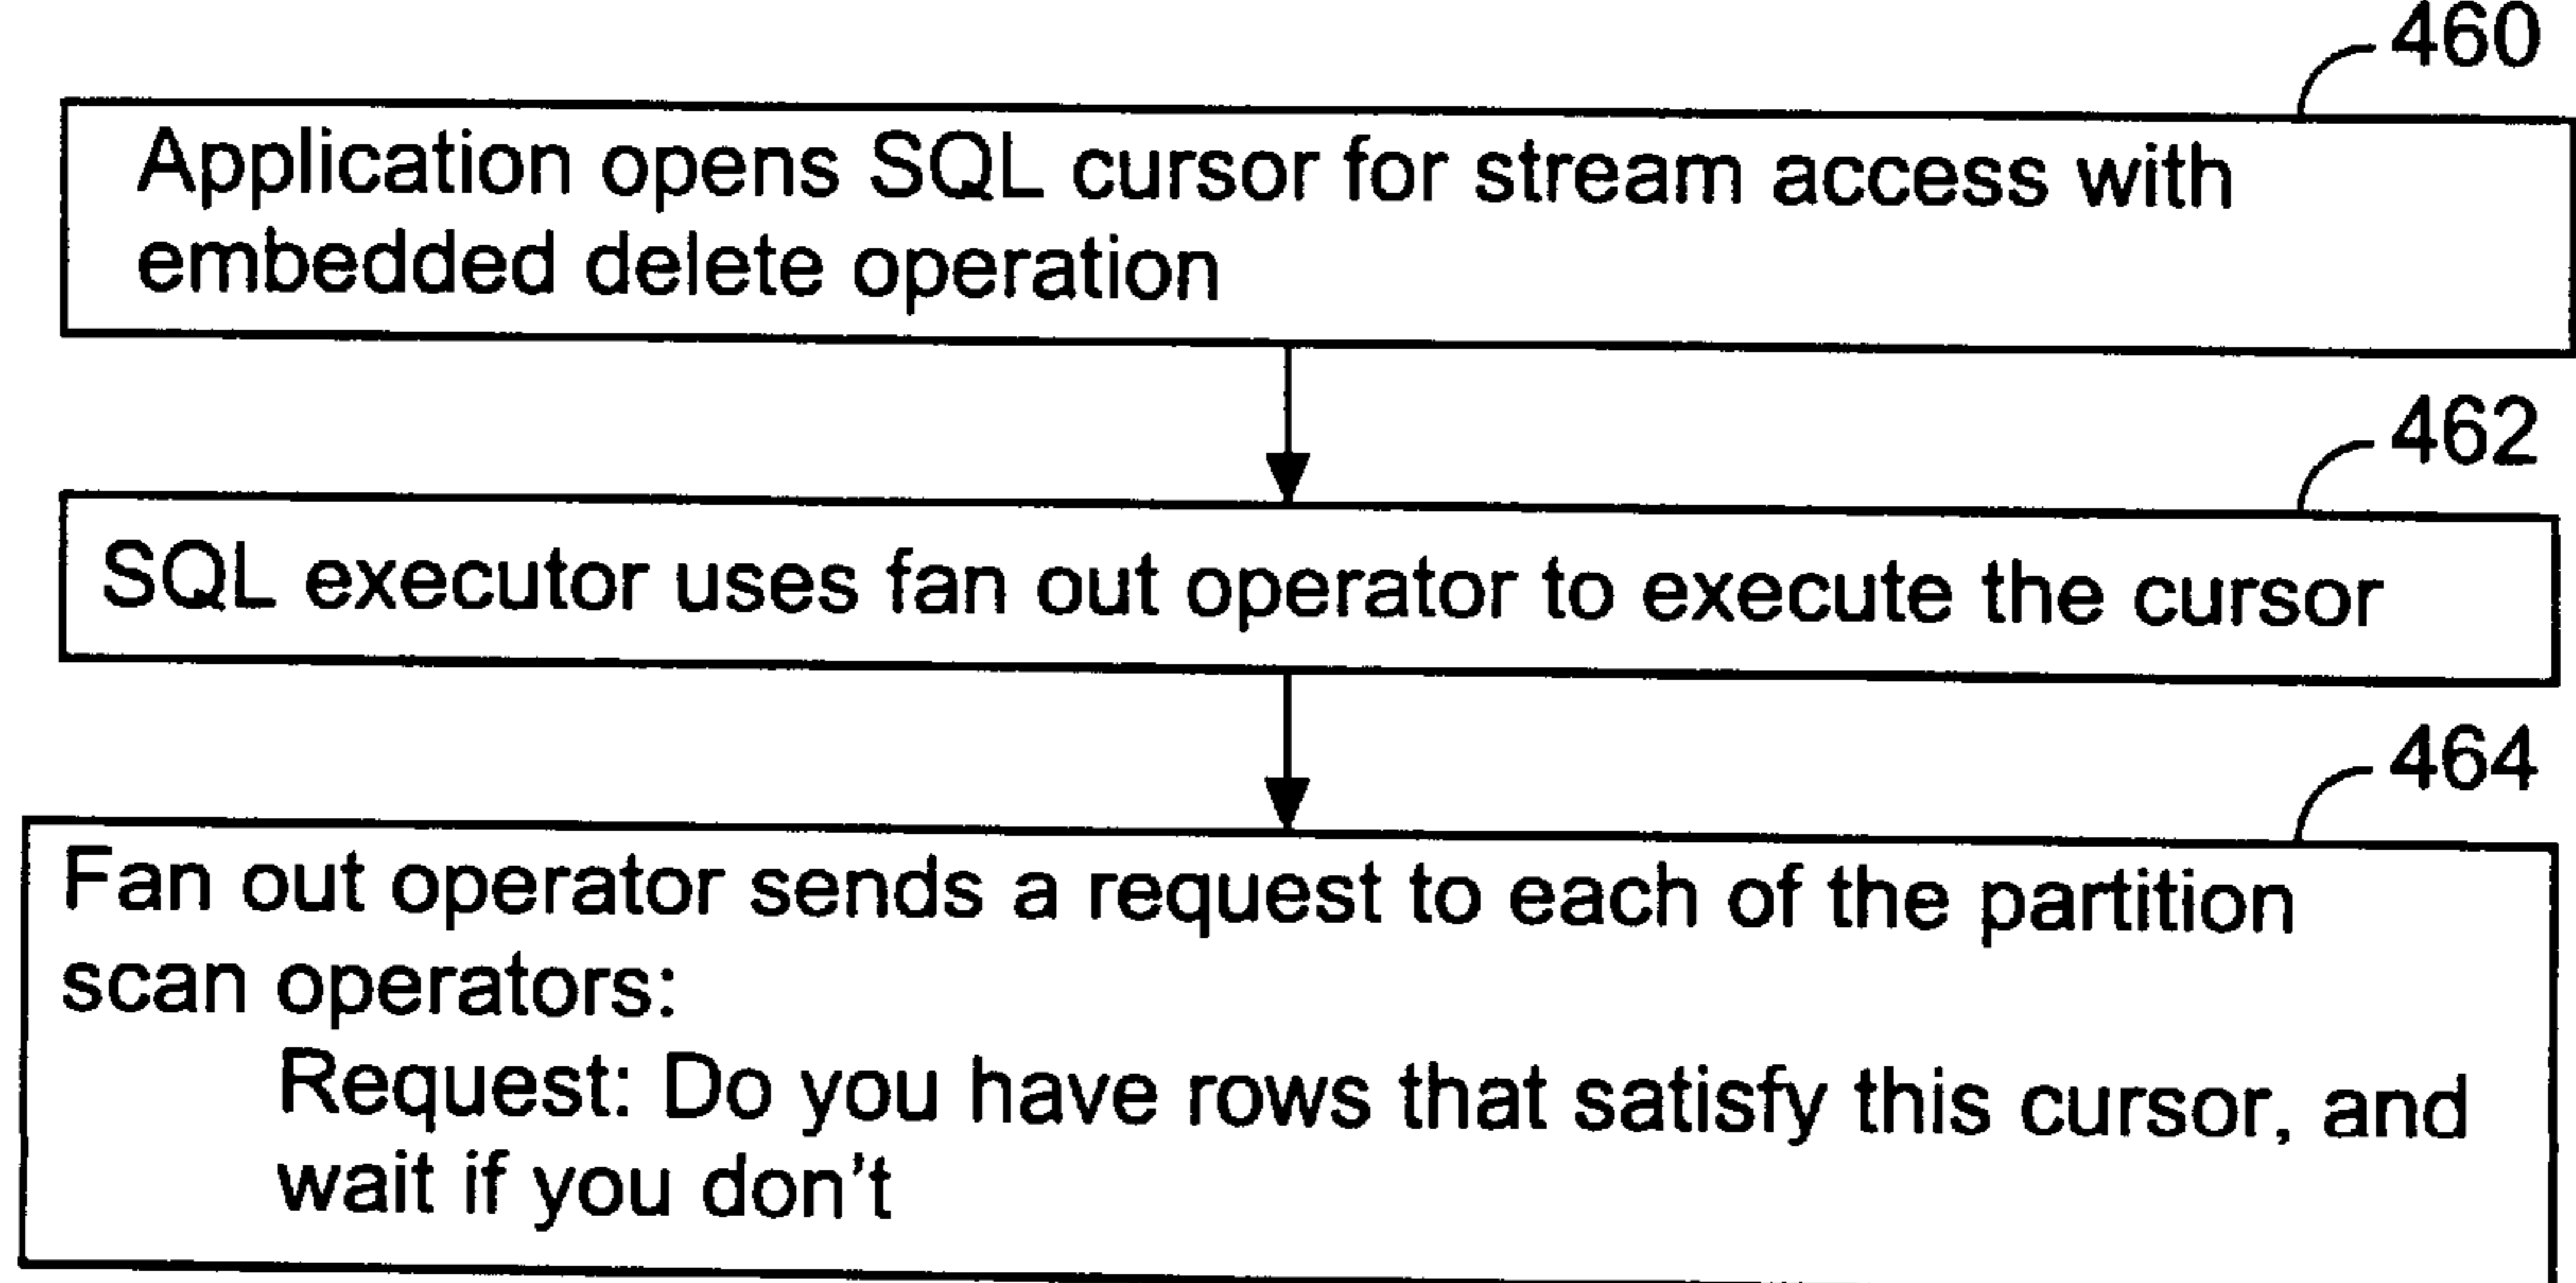 460
Application opens SQL cursor for stream access with
embedded delete operation
462
SQL executor uses fan out operator to execute the cursor
464
Fan out operator sends a request to each of the partition
scan operators:
Request: Do you have rows that satisfy this cursor, and
wait if you don't